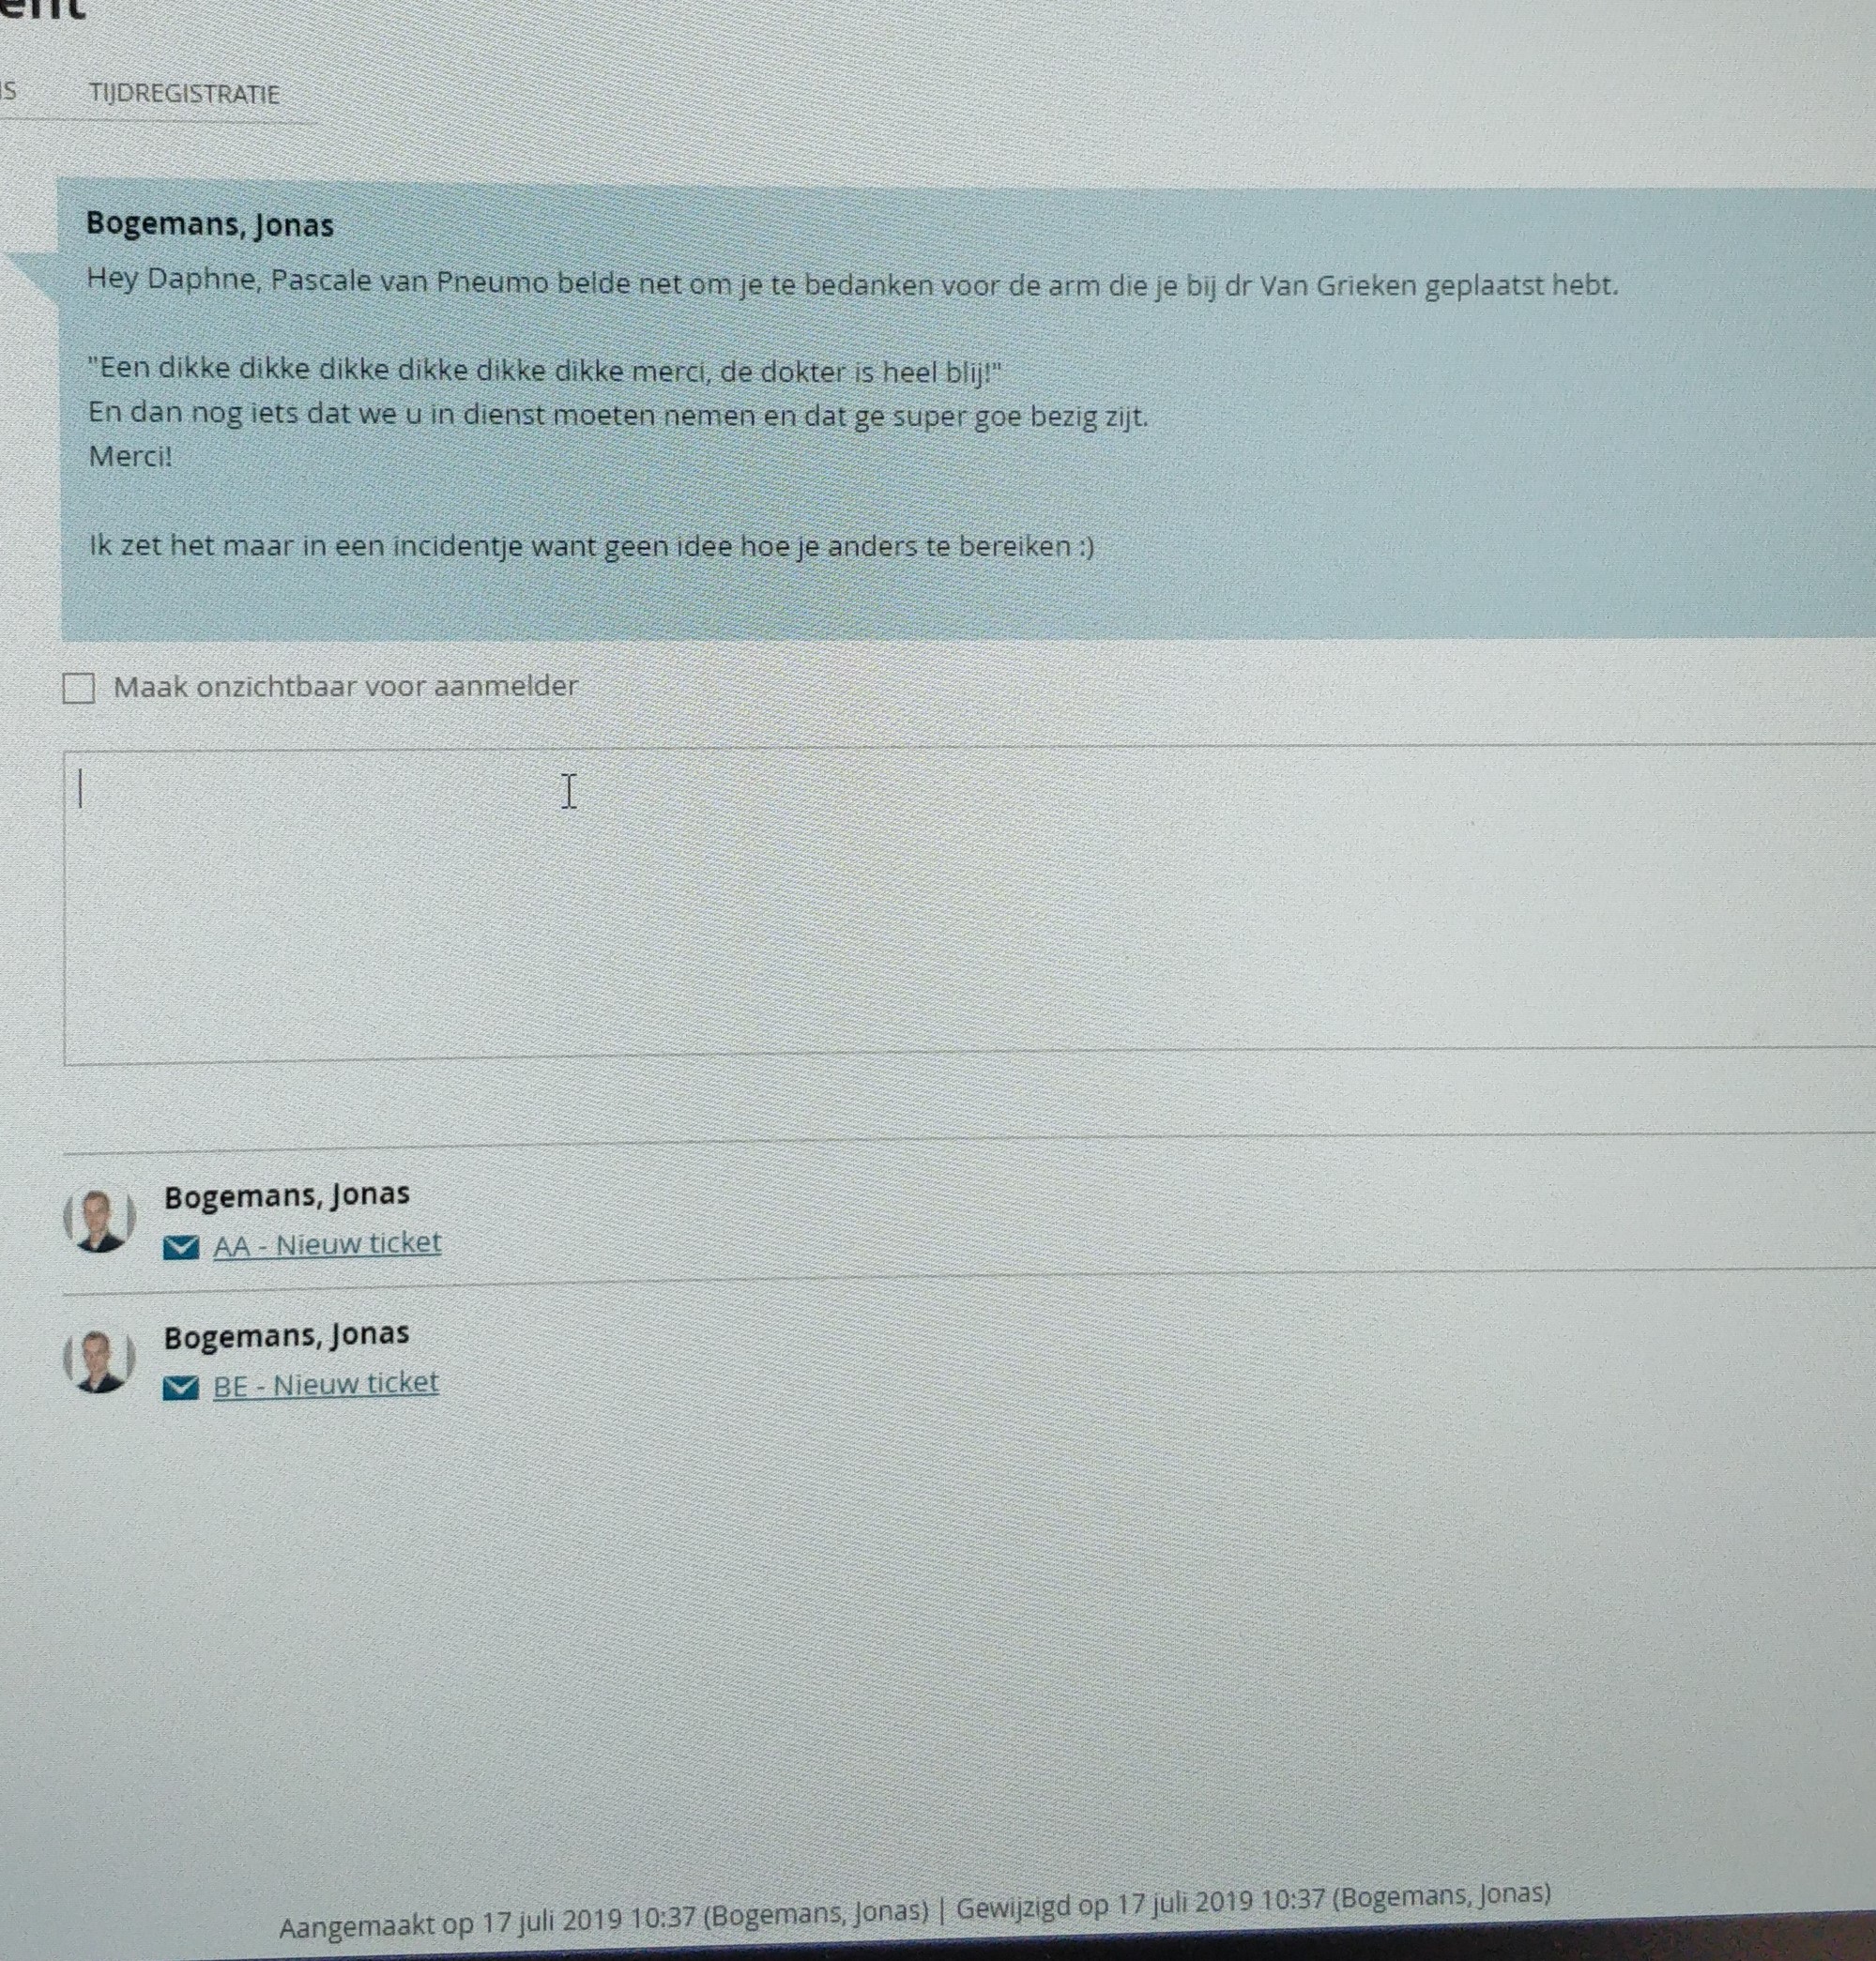 TIJDREGISTRATIE
Bogemans, Jonas
Hey Daphne, Pascale van Pneumo belde net om je te bedanken voor de arm die je bij dr Van Grieken geplaatst hebt.
"Een dikke dikke dikke dikke dikke dikke merci, de dokter is heel blij!"
En dan nog iets dat we u in dienst moeten nemen en dat ge super goe bezig zijt.
Merci!
Ik zet het maar in een incidentje want geen idee hoe je anders te bereiken :)
Maak onzichtbaar voor aanmelder
Bogemans, Jonas
AA - Nieuw ticket
Bogemans, Jonas
BE - Nieuw ticket
Aangemaakt op 17 juli 2019 10:37 (Bogemans, Jonas) | Gewijzigd op 17 juli 2019 10:37 (Bogemans, Jonas)